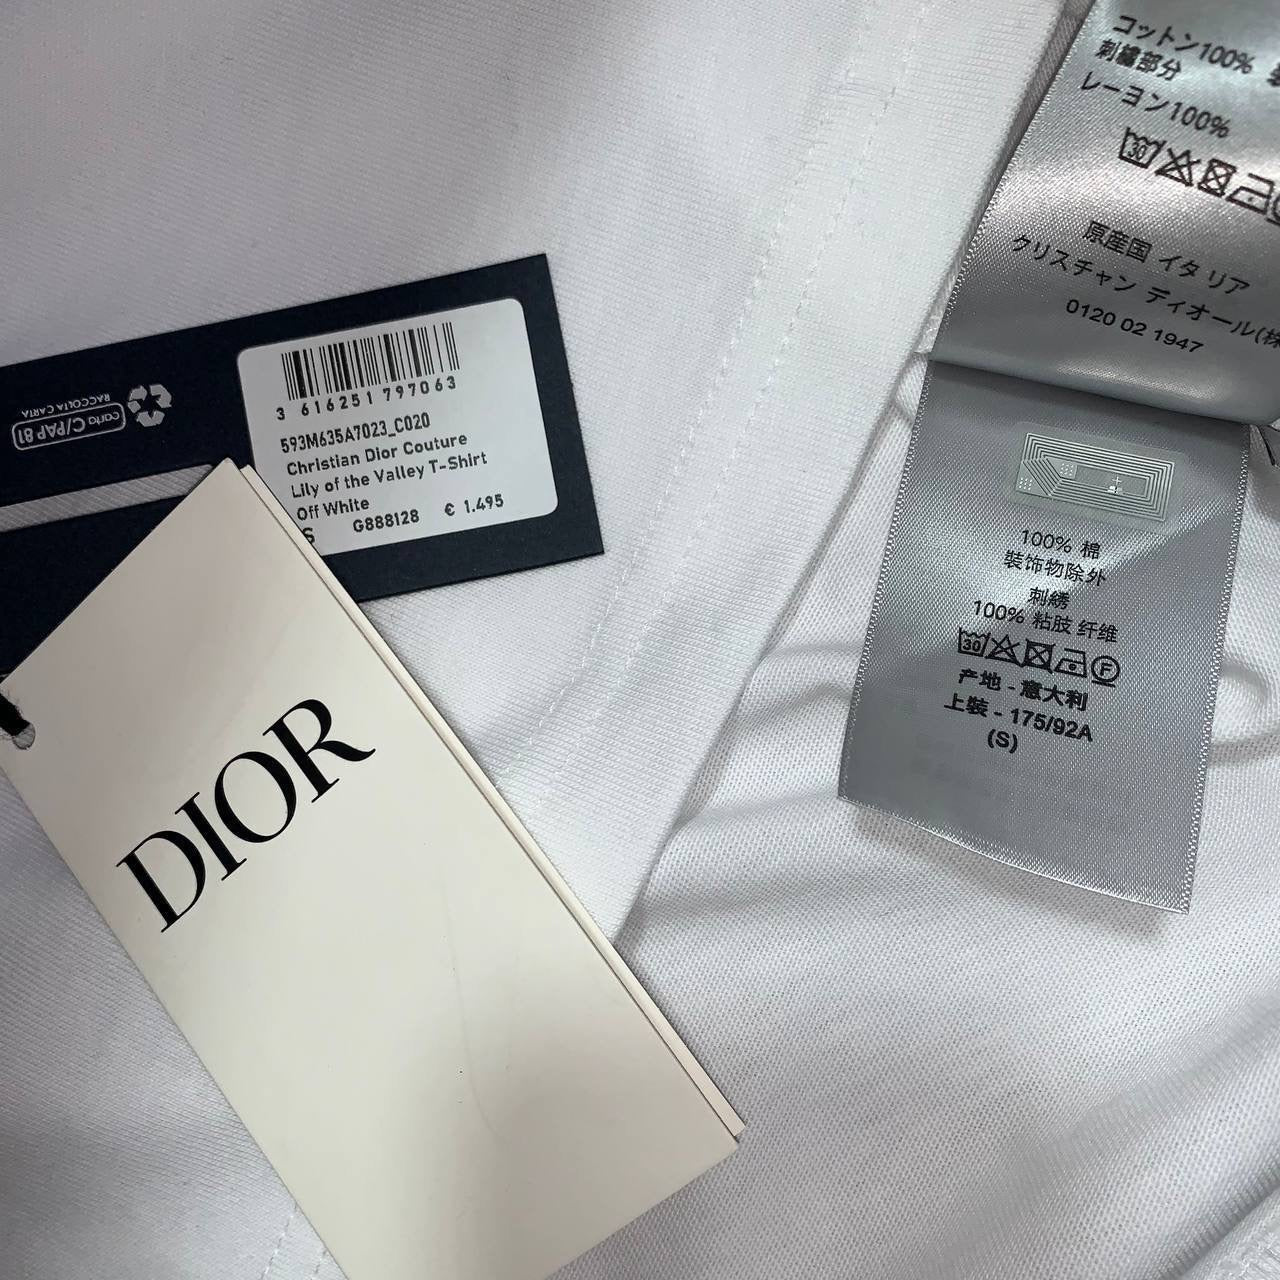 carta C/PAP 81
RACCOLTA CARTA
3 616251 797063
593M635A7023_C020
Christian Dior Couture
Lily of the Valley T-Shirt
Off White
S G888128 € 1.495
DIOR
コットン100%
刺繍部分
レーヨン100%
30
原産国 イタリア
クリスチャン ディオール(株
0120 02 1947
100% 棉
装饰物除外
刺绣
100% 粘胶纤维
30 F
产地 - 意大利
上装 - 175/92A
(S)